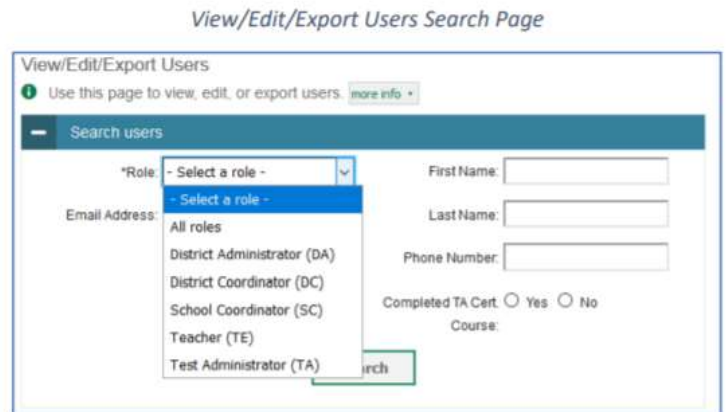 View/Edit/Export Users Search Page
View/Edit/Export Users
Use this page to view, edit, or export users. more info
Search users
*Role: - Select a role -
First Name:
- Select a role -
Email Address:
Last Name:
All roles
District Administrator (DA)
Phone Number:
District Coordinator (DC)
School Coordinator (SC)
Completed TA Cert. Yes No
Course:
Teacher (TE)
Test Administrator (TA)